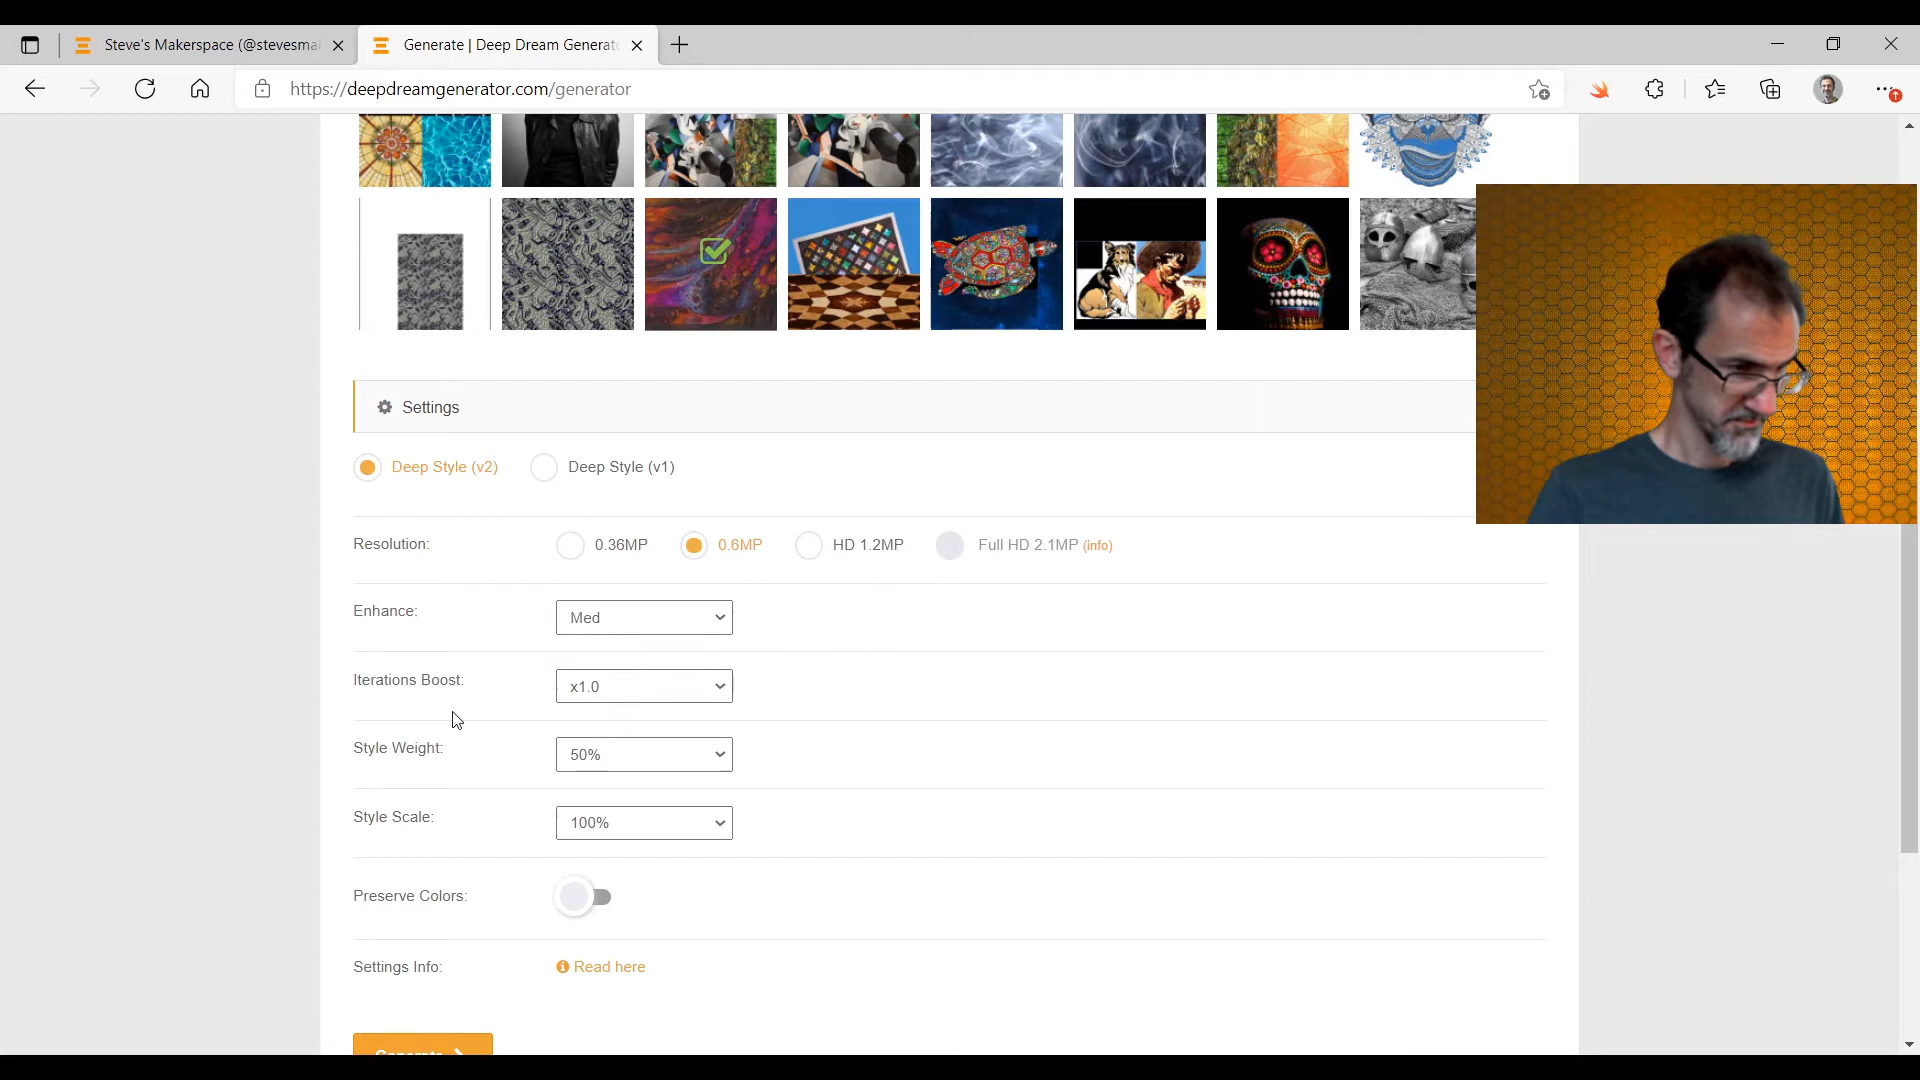 Steve's Makerspace (@stevesma
Generate | Deep Dream Generat
https://deepdreamgenerator.com/generator
Settings
Deep Style (v2) Deep Style (v1)
Resolution: 0.36MP 0.6MP HD 1.2MP Full HD 2.1MP (info)
Enhance: Med
Iterations Boost: x1.0
Style Weight: 50%
Style Scale: 100%
Preserve Colors:
Settings Info: Read here
Generate